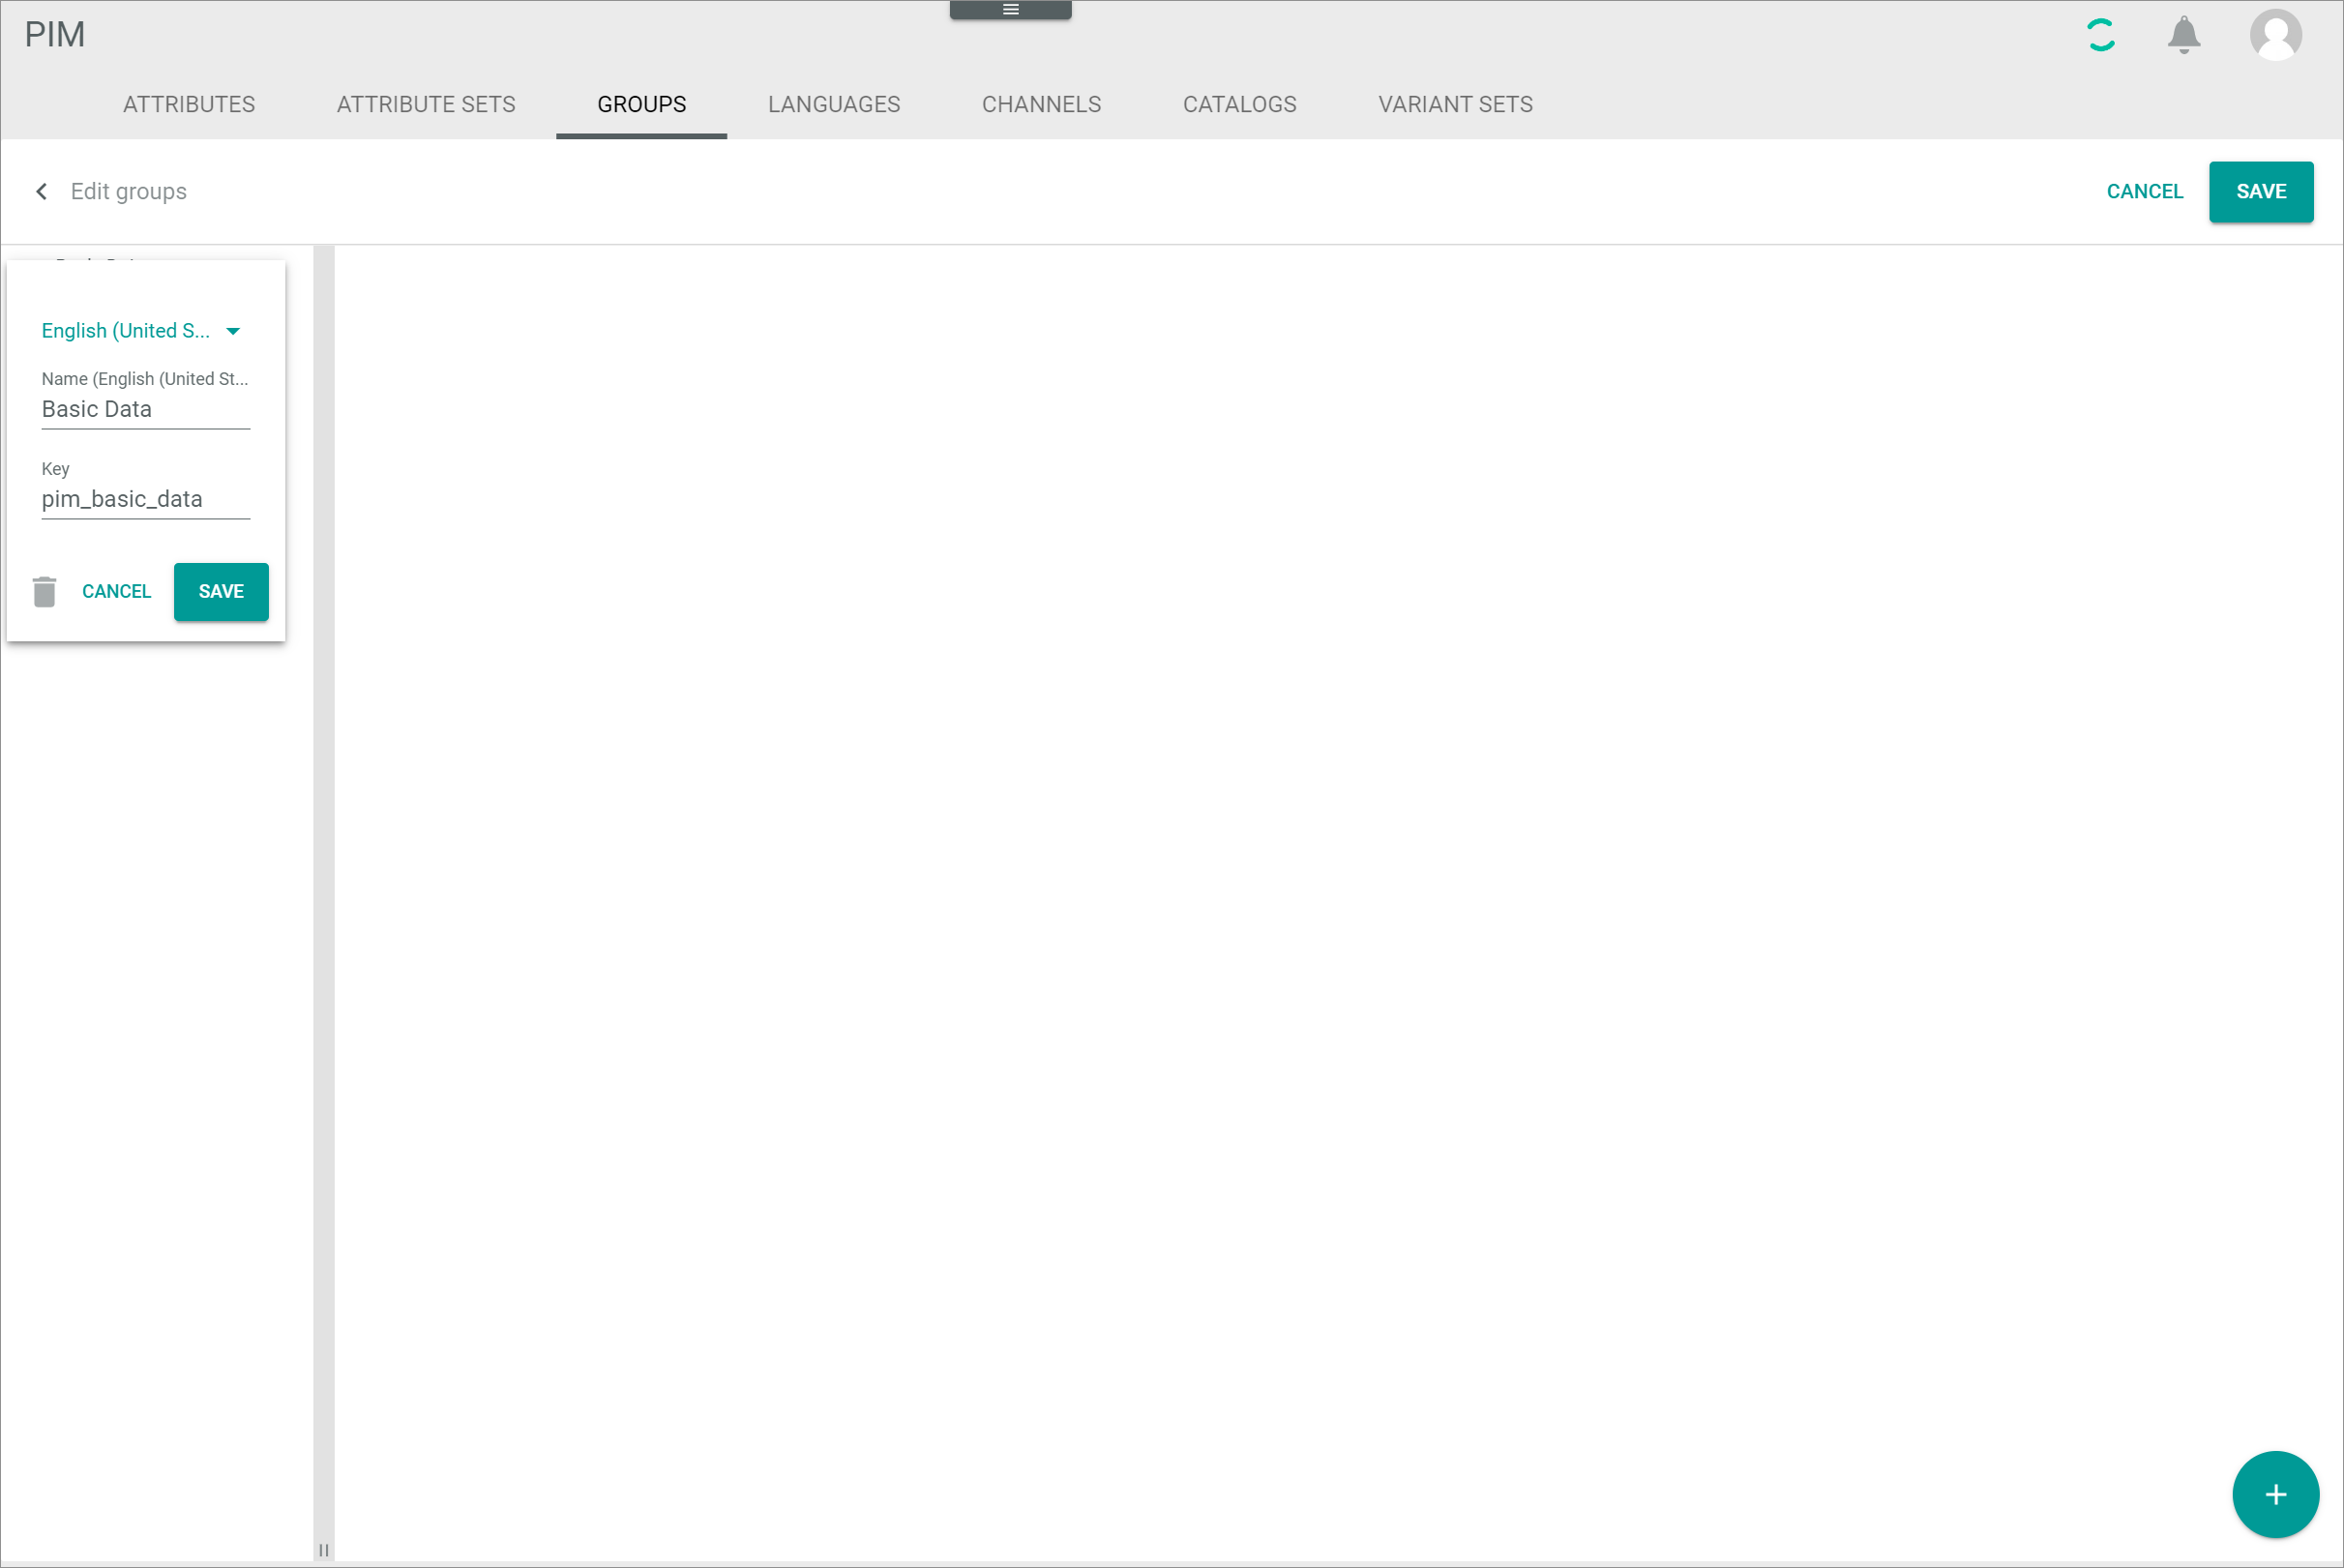 PIM
ATTRIBUTES ATTRIBUTE SETS GROUPS LANGUAGES CHANNELS CATALOGS VARIANT SETS
Edit groups CANCEL SAVE
English (United S...
Name (English (United St...
Basic Data
Key
pim_basic_data
CANCEL SAVE